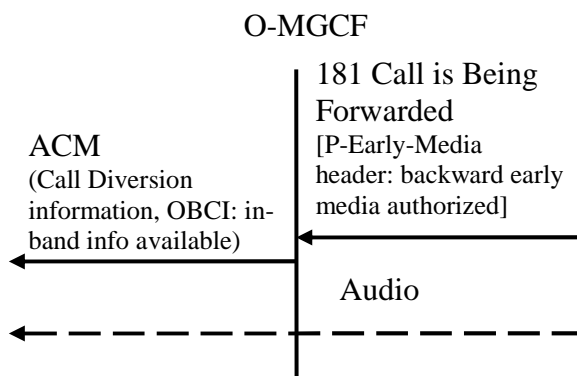 O-MGCF
181 Call is Being
Forwarded
[P-Early-Media
header: backward early
media authorized]
ACM
(Call Diversion
information, OBCI: in-
band info available)
Audio